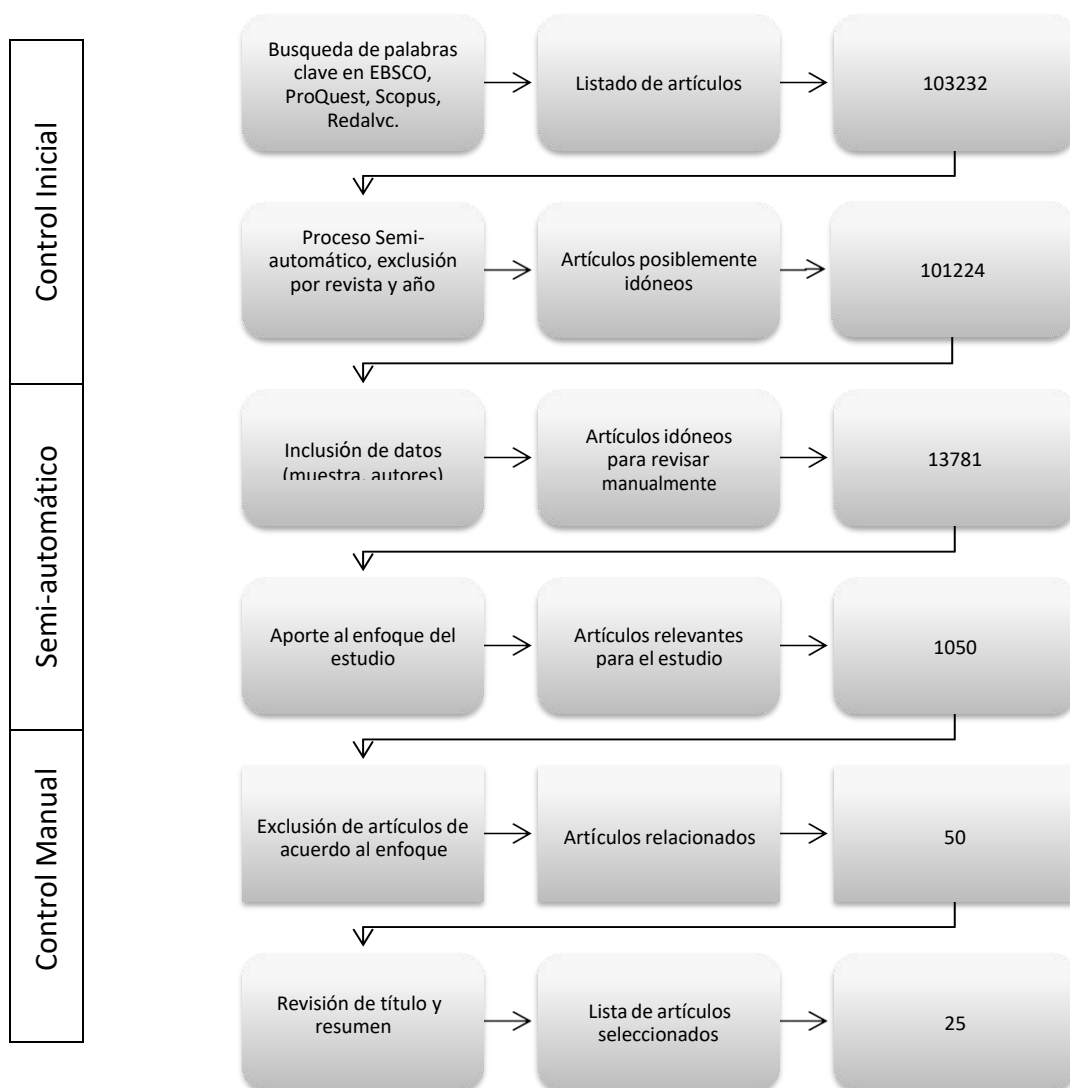 Control Inicial
Busqueda de palabras
clave en EBSCO,
ProQuest, Scopus,
Redalyc.
Listado de artículos
103232
Proceso Semi-
automático, exclusión
por revista y año
Artículos posiblemente
idóneos
101224
Semi-automático
Inclusión de datos
(muestra, autores)
Artículos idóneos
para revisar
manualmente
13781
Aporte al enfoque del
estudio
Artículos relevantes
para el estudio
1050
Control Manual
Exclusión de artículos de
acuerdo al enfoque
Artículos relacionados
50
Revisión de título y
resumen
Lista de artículos
seleccionados
25